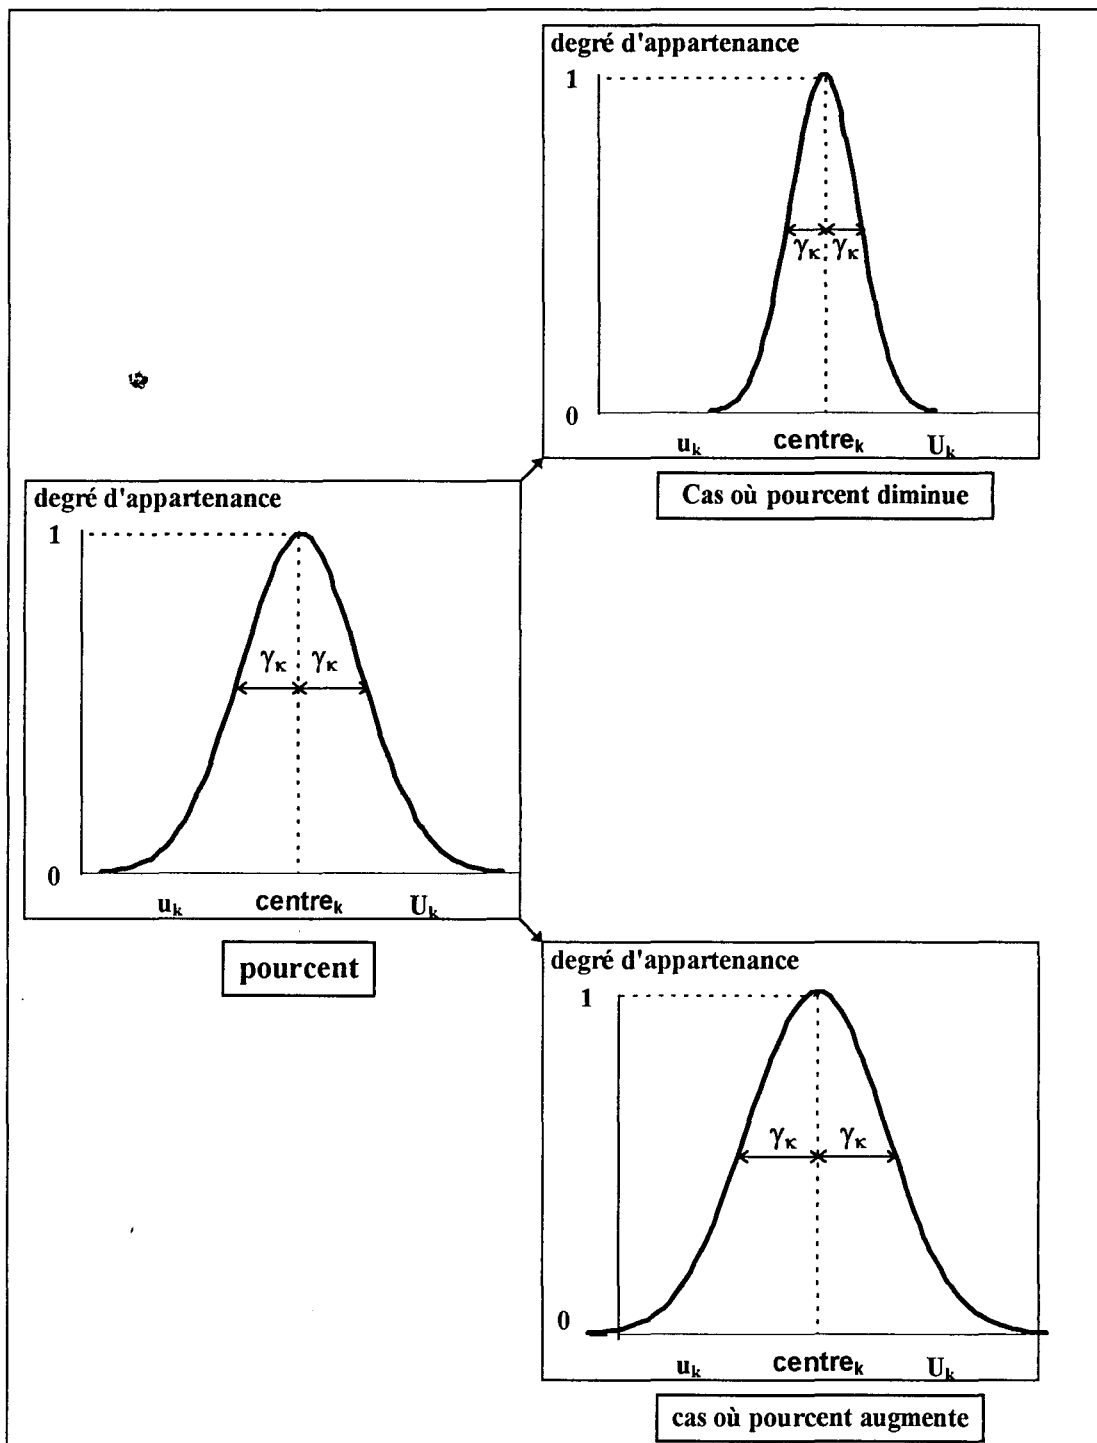 degré d'appartenance
1
γκ γκ
0
uk centrek Uk
Cas où pourcent diminue
degré d'appartenance
1
γκ γκ
0
uk centrek Uk
pourcent
degré d'appartenance
1
γκ γκ
0
uk centrek Uk
cas où pourcent augmente